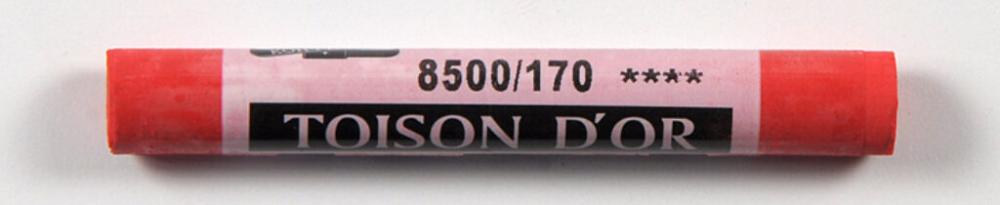 8500/170 ****
TOISON D'OR